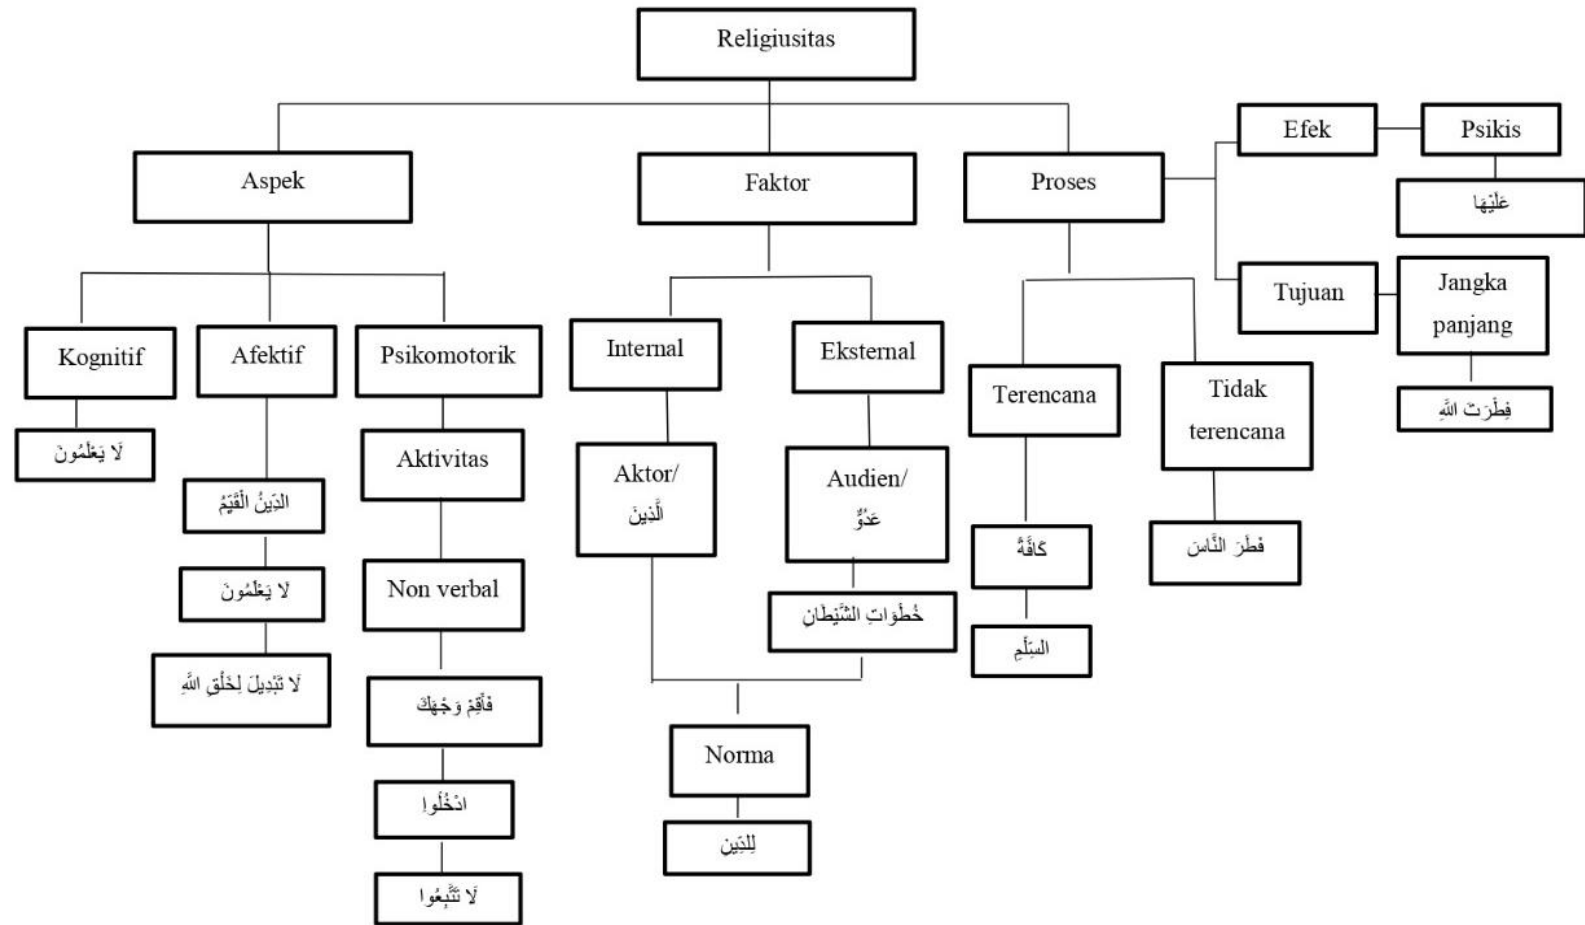 Religiusitas
Aspek
Faktor
Proses
Efek
Psikis
عَلَيْهَا
Tujuan
Jangka
panjang
فِطْرَتَ اللَّهِ
Kognitif
لَا يَعْلَمُونَ
Afektif
الدِّينُ الْقَيِّمُ
لَا يَعْلَمُونَ
لَا تَبْدِيلَ لِخَلْقِ اللَّهِ
Psikomotorik
Aktivitas
Non verbal
فَأَقِمْ وَجْهَكَ
ادْخُلُوا
لَا تَتَّبِعُوا
Internal
Aktor/
الَّذِينَ
Eksternal
Audien/
عَدُوٌّ
خُطُوَاتِ الشَّيْطَانِ
Norma
لِلدِّينِ
Terencana
كَافَّةً
السِّلْمِ
Tidak
terencana
فَطَرَ النَّاسَ